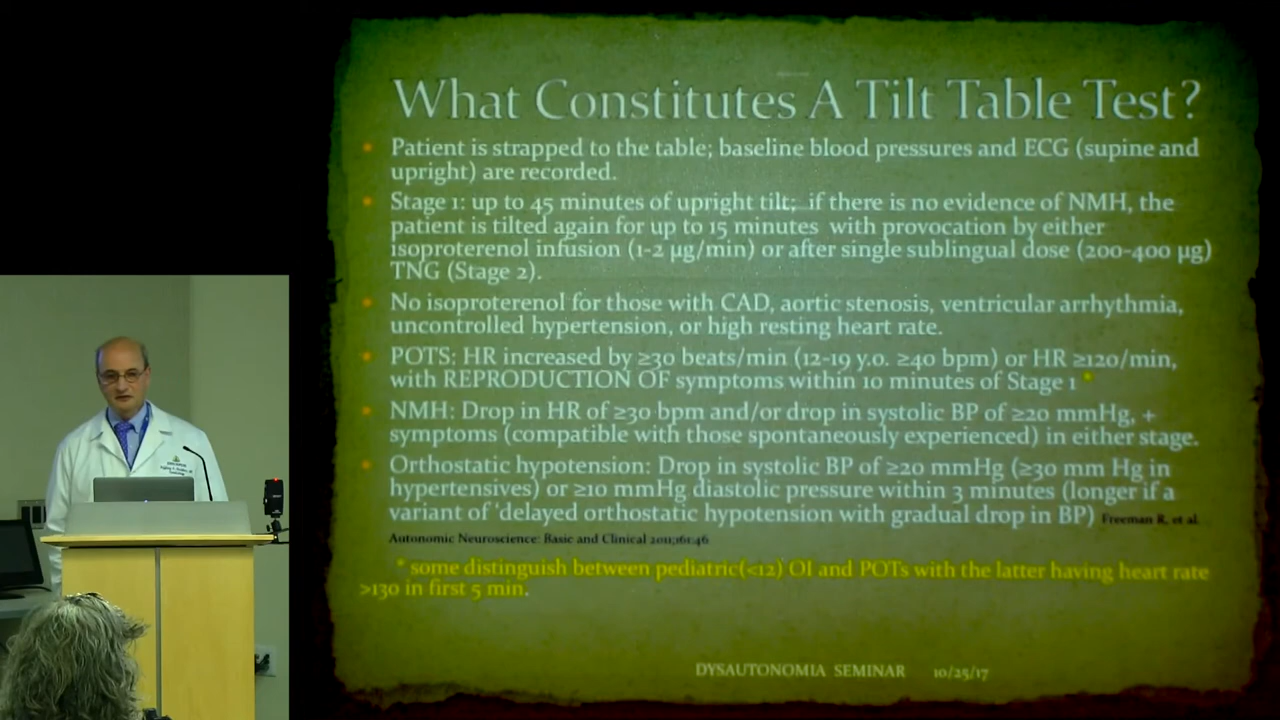 What Constitutes A Tilt Table Test?
Patient is strapped to the table; baseline blood pressures and ECG (supine and
upright) are recorded.
Stage 1: up to 45 minutes of upright tilt; if there is no evidence of NMH, the
patient is tilted again for up to 15 minutes with provocation by either
isoproterenol infusion (1-2 µg/min) or after single sublingual dose (200-400 µg)
TNG (Stage 2).
No isoproterenol for those with CAD, aortic stenosis, ventricular arrhythmia,
uncontrolled hypertension, or high resting heart rate.
POTS: HR increased by ≥30 beats/min (12-19 y.o. ≥40 bpm) or HR ≥120/min,
with REPRODUCTION OF symptoms within 10 minutes of Stage 1 *
NMH: Drop in HR of ≥30 bpm and/or drop in systolic BP of ≥20 mmHg, +
symptoms (compatible with those spontaneously experienced) in either stage.
Orthostatic hypotension: Drop in systolic BP of ≥20 mmHg (≥30 mm Hg in
hypertensives) or ≥10 mmHg diastolic pressure within 3 minutes (longer if a
variant of 'delayed orthostatic hypotension with gradual drop in BP) Freeman R, et al.
Autonomic Neuroscience: Basic and Clinical 2011;161:46
* some distinguish between pediatric(<12) OI and POTs with the latter having heart rate
>130 in first 5 min.
DYSAUTONOMIA SEMINAR 10/25/17